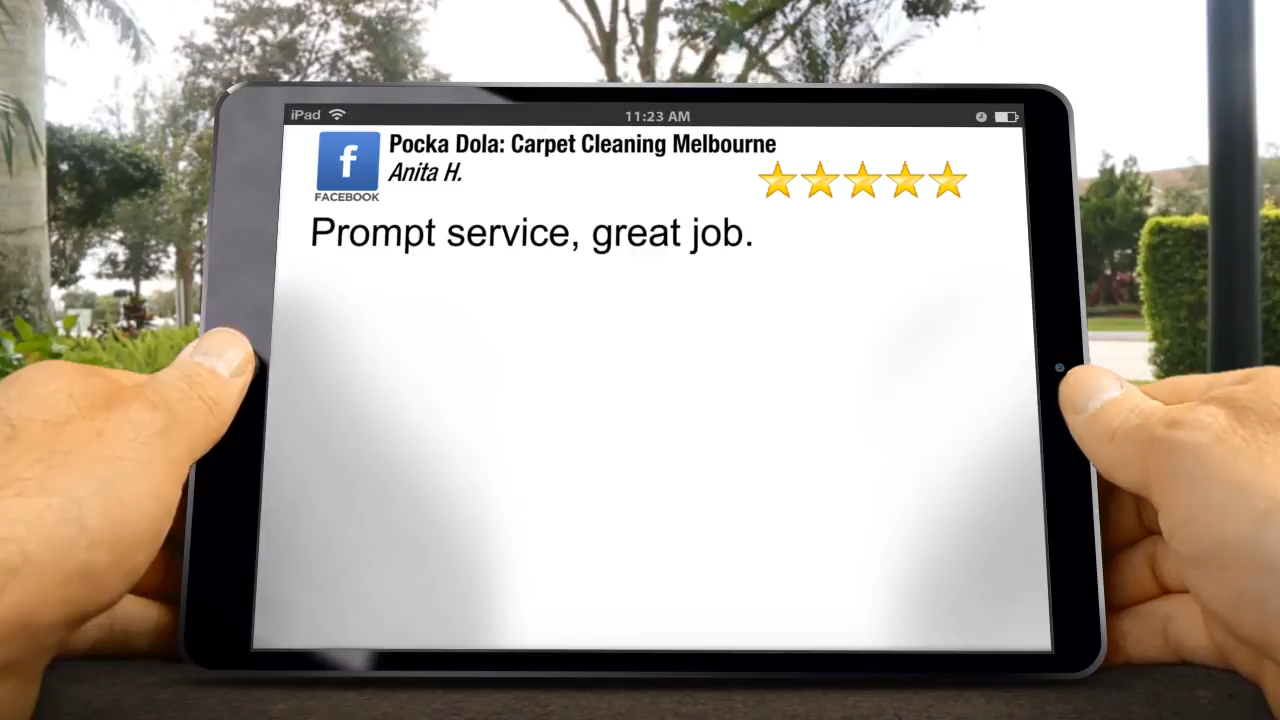 iPad 11:23 AM
Pocka Dola: Carpet Cleaning Melbourne
f
Anita H.
FACEBOOK
Prompt service, great job.